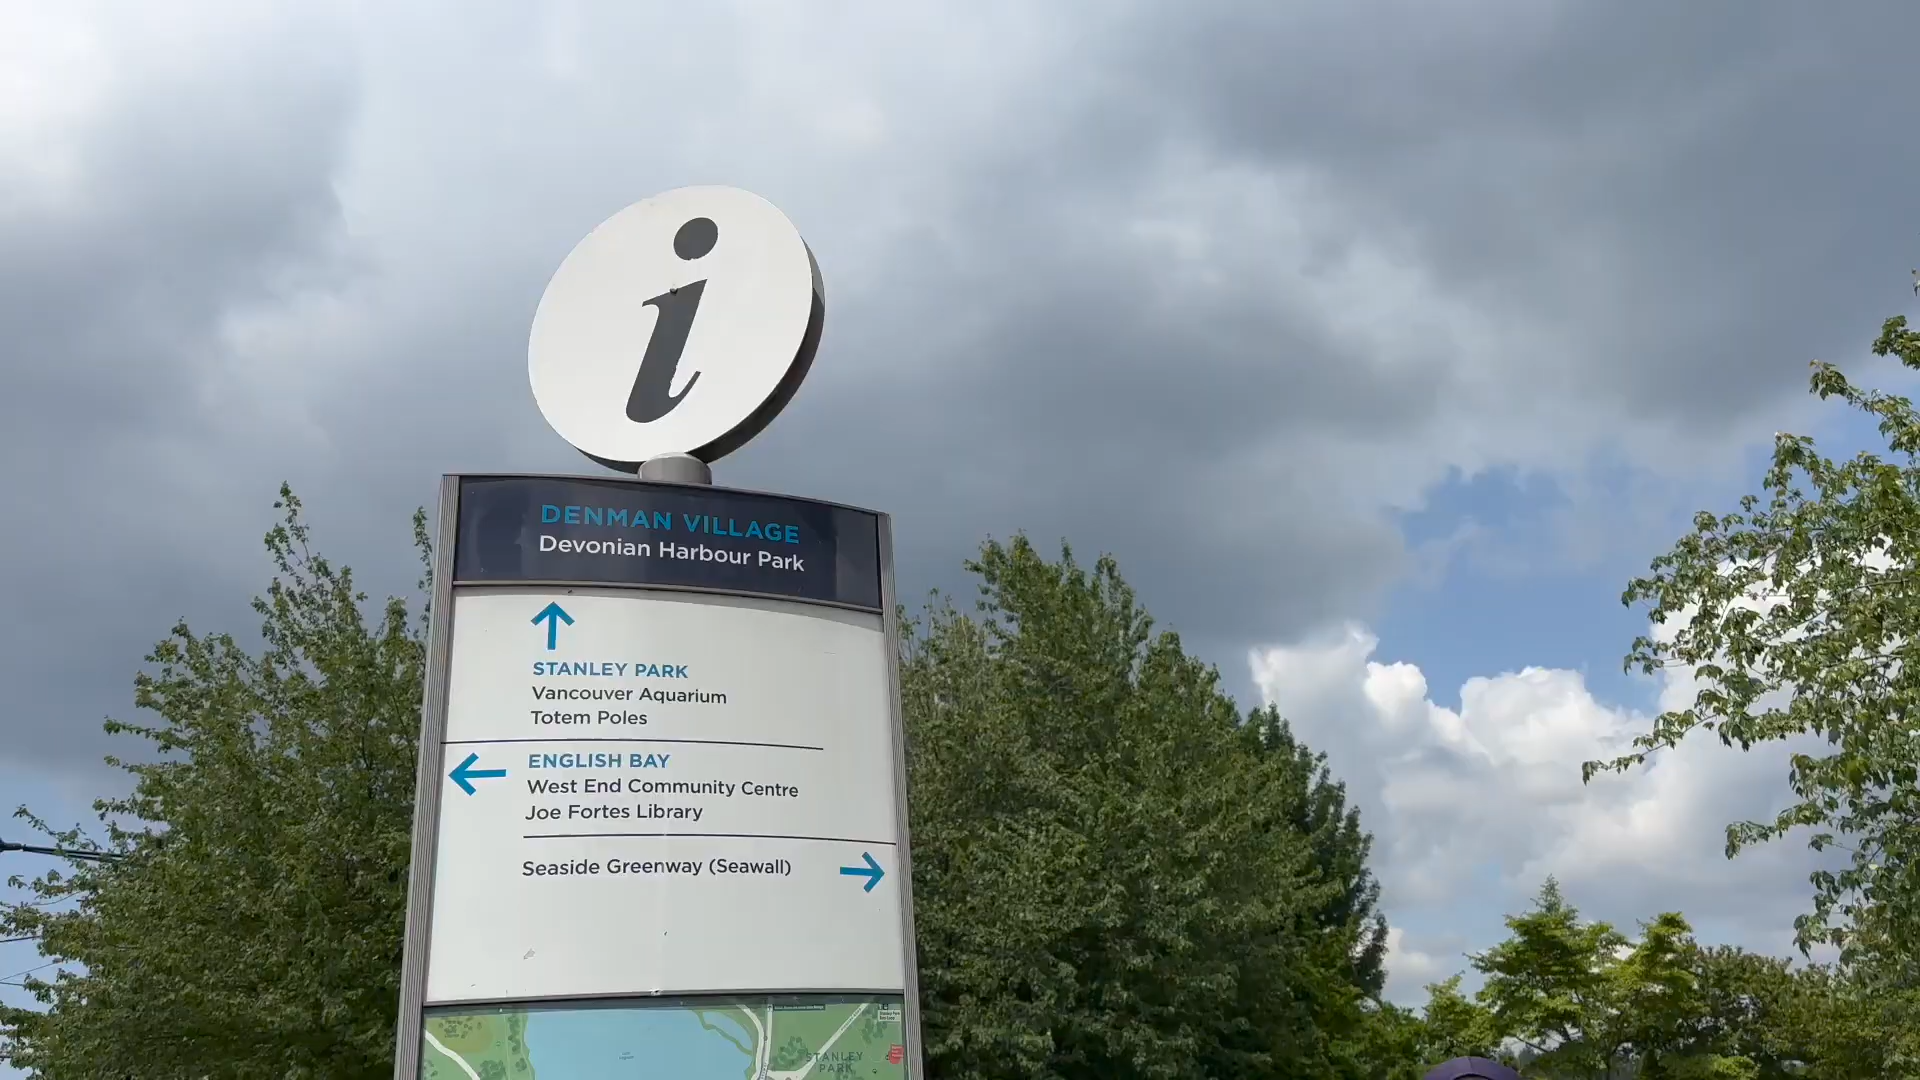 i
DENMAN VILLAGE
Devonian Harbour Park
STANLEY PARK
Vancouver Aquarium
Totem Poles
ENGLISH BAY
West End Community Centre
Joe Fortes Library
Seaside Greenway (Seawall)
STANLEY
PARK